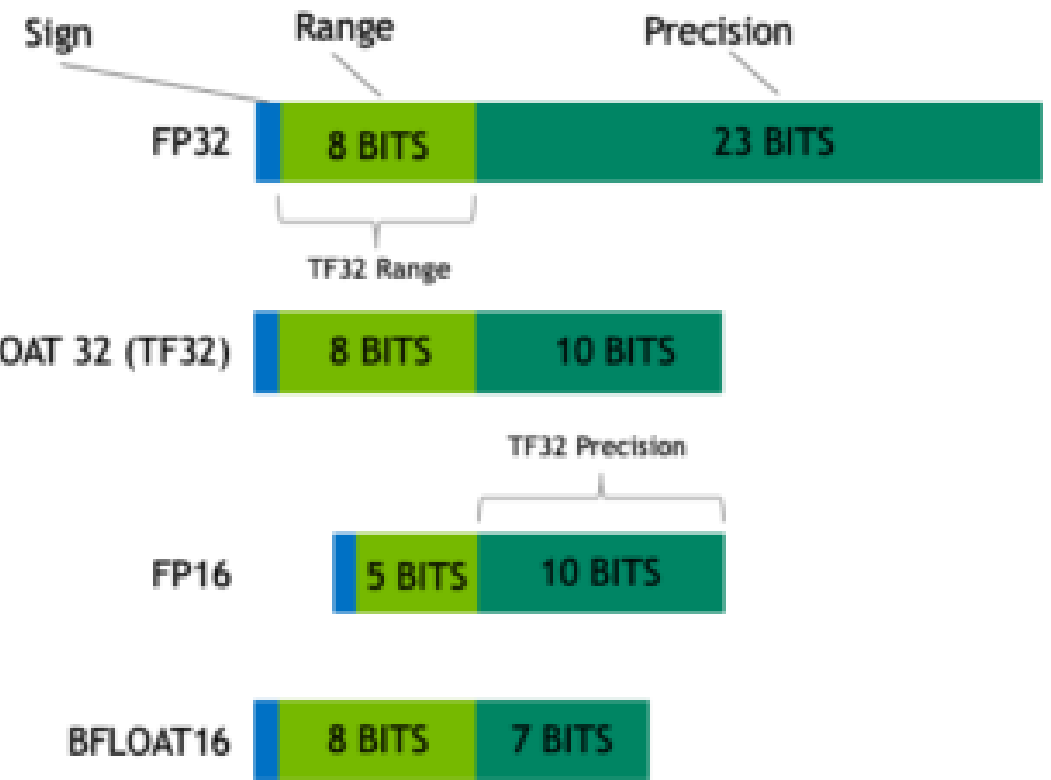 Sign Range Precision
FP32 8 BITS 23 BITS
TF32 Range
OAT 32 (TF32) 8 BITS 10 BITS
TF32 Precision
FP16 5 BITS 10 BITS
BFLOAT16 8 BITS 7 BITS